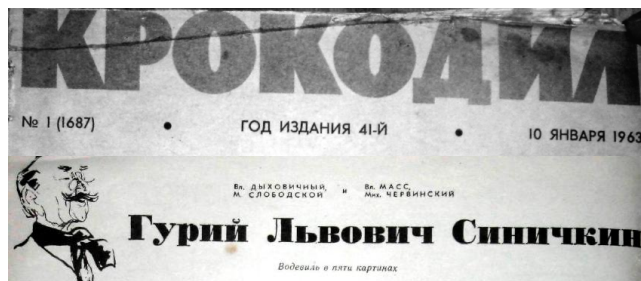 КРОКОДИЛ
№ 1 (1687) • ГОД ИЗДАНИЯ 41-Й • 10 ЯНВАРЯ 1963
Вл. ДЫХОВИЧНЫЙ, М. СЛОБОДСКОЙ и Вл. МАСС, Мих. ЧЕРВИНСКИЙ
Гурий Львович Синичкин
Водевиль в пяти картинах